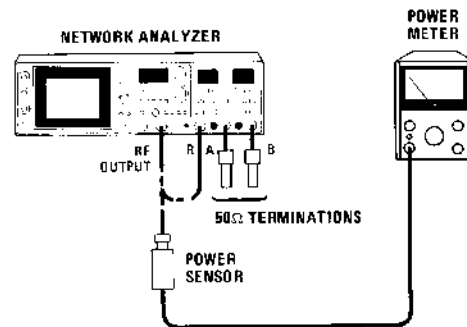 POWER
METER
NETWORK ANALYZER
RF
OUTPUT
R
A
B
50Ω TERMINATIONS
POWER
SENSOR